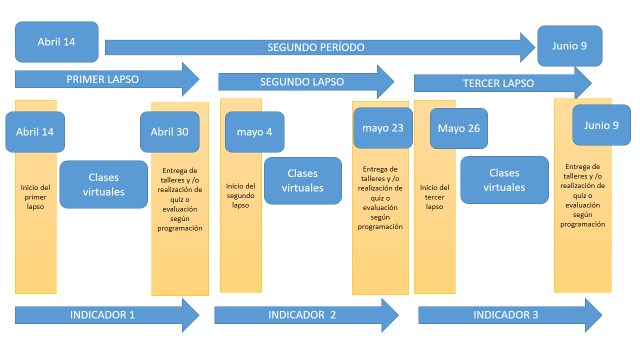 Abril 14
SEGUNDO PERÍODO
Junio 9
PRIMER LAPSO
SEGUNDO LAPSO
TERCER LAPSO
Abril 14
Abril 30
mayo 4
mayo 23
Mayo 26
Junio 9
Inicio del
primer
lapso
Clases
virtuales
Entrega de
talleres y /o
realización de
quiz o
evaluación
según
programación
Inicio del
segundo
lapso
Clases
virtuales
Entrega de
talleres y /o
realización de
quiz o
evaluación
según
programación
Inicio del
tercer
lapso
Clases
virtuales
Entrega de
talleres y /o
realización de
quiz o
evaluación
según
programación
INDICADOR 1
INDICADOR 2
INDICADOR 3